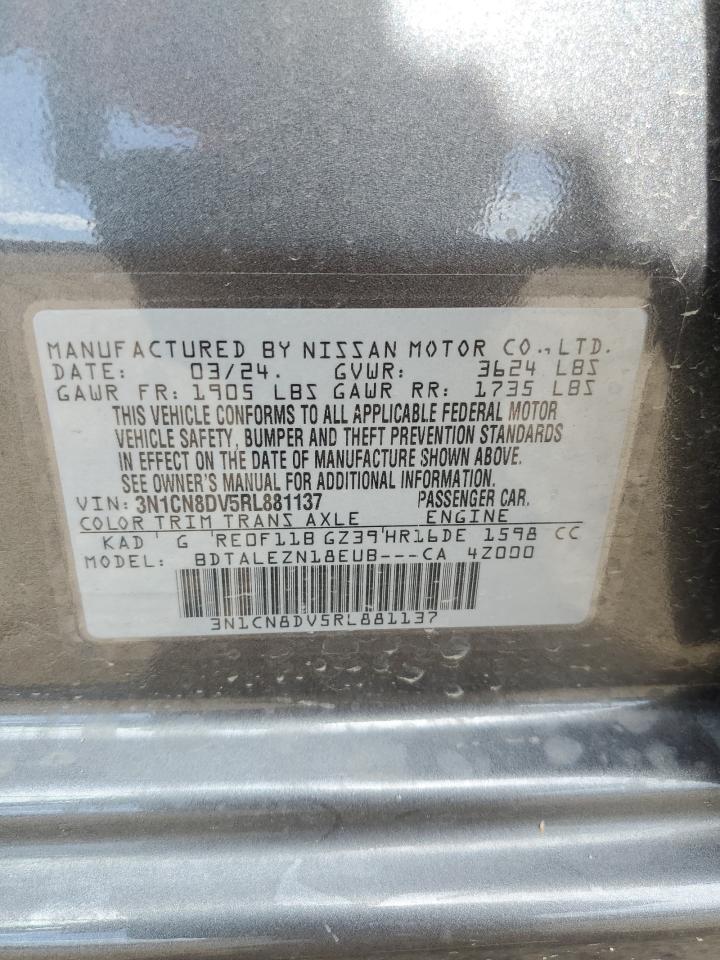 MANUFACTURED BY NISSAN MOTOR CO., LTD.
DATE: 03/24. GVWR: 3624 LBS
GAWR FR: 1905 LBS GAWR RR: 1735 LBS
THIS VEHICLE CONFORMS TO ALL APPLICABLE FEDERAL MOTOR
VEHICLE SAFETY, BUMPER AND THEFT PREVENTION STANDARDS
IN EFFECT ON THE DATE OF MANUFACTURE SHOWN ABOVE.
SEE OWNER'S MANUAL FOR ADDITIONAL INFORMATION.
VIN: 3N1CN8DV5RL881137 PASSENGER CAR.
COLOR TRIM TRANS AXLE ENGINE
KAD G RE0F11B GZ39 HR16DE 1598 CC
MODEL: BDTALEZN18EUB---CA 4Z000
3N1CN8DV5RL881137